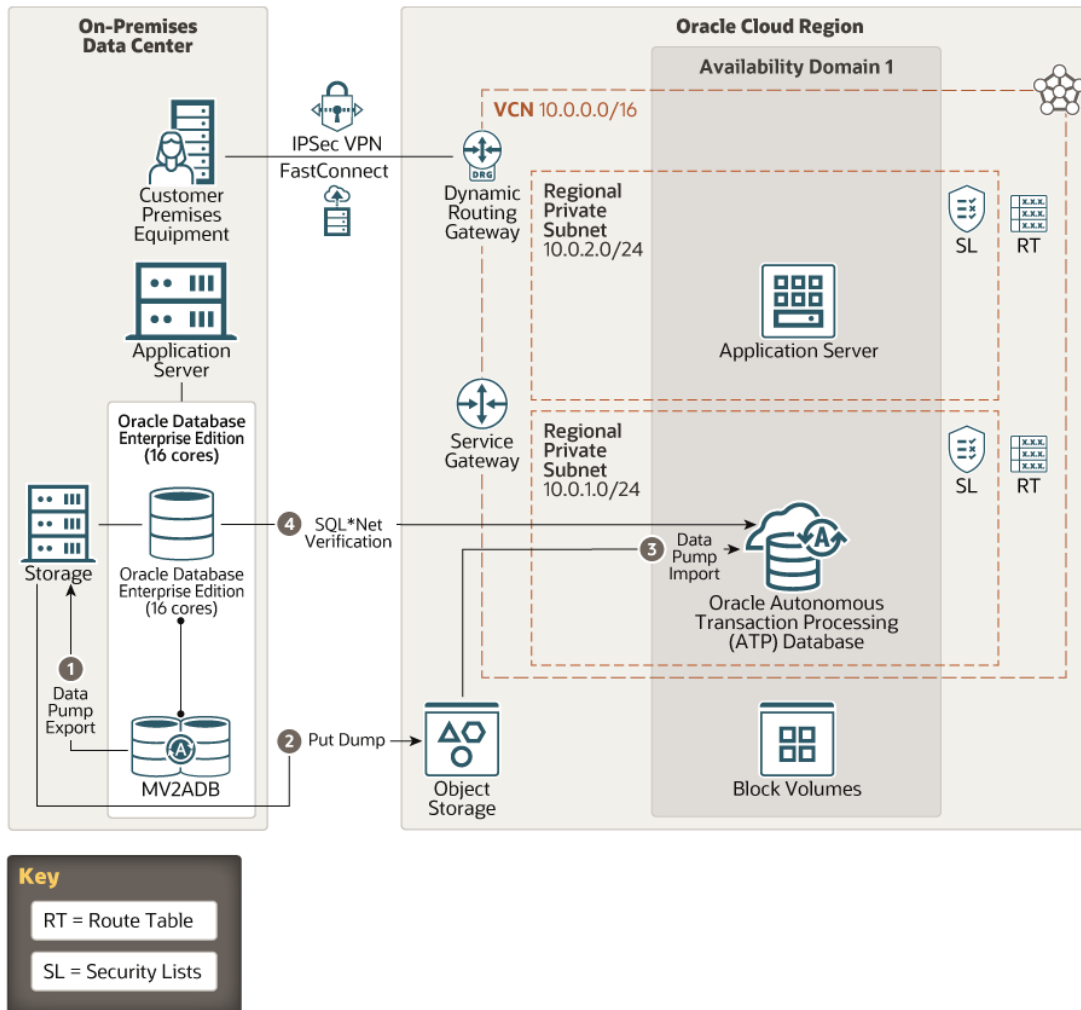 On-Premises
Data Center
Customer
Premises
Equipment
Application
Server
Oracle Database
Enterprise Edition
(16 cores)
Storage
Oracle Database
Enterprise Edition
(16 cores)
1
Data
Pump
Export
A
MV2ADB
IPSec VPN
FastConnect
4
SQL*Net
Verification
2
Put Dump
Oracle Cloud Region
Availability Domain 1
VCN 10.0.0.0/16
DRG
Dynamic
Routing
Gateway
Regional
Private
Subnet
10.0.2.0/24
SL
X.X.X.
X.X.X.
X.X.X.
RT
Application Server
Service
Gateway
Regional
Private
Subnet
10.0.1.0/24
SL
X.X.X.
X.X.X.
X.X.X.
RT
3
Data
Pump
Import
A
Oracle Autonomous
Transaction Processing
(ATP) Database
Object
Storage
Block Volumes
Key
RT = Route Table
SL = Security Lists